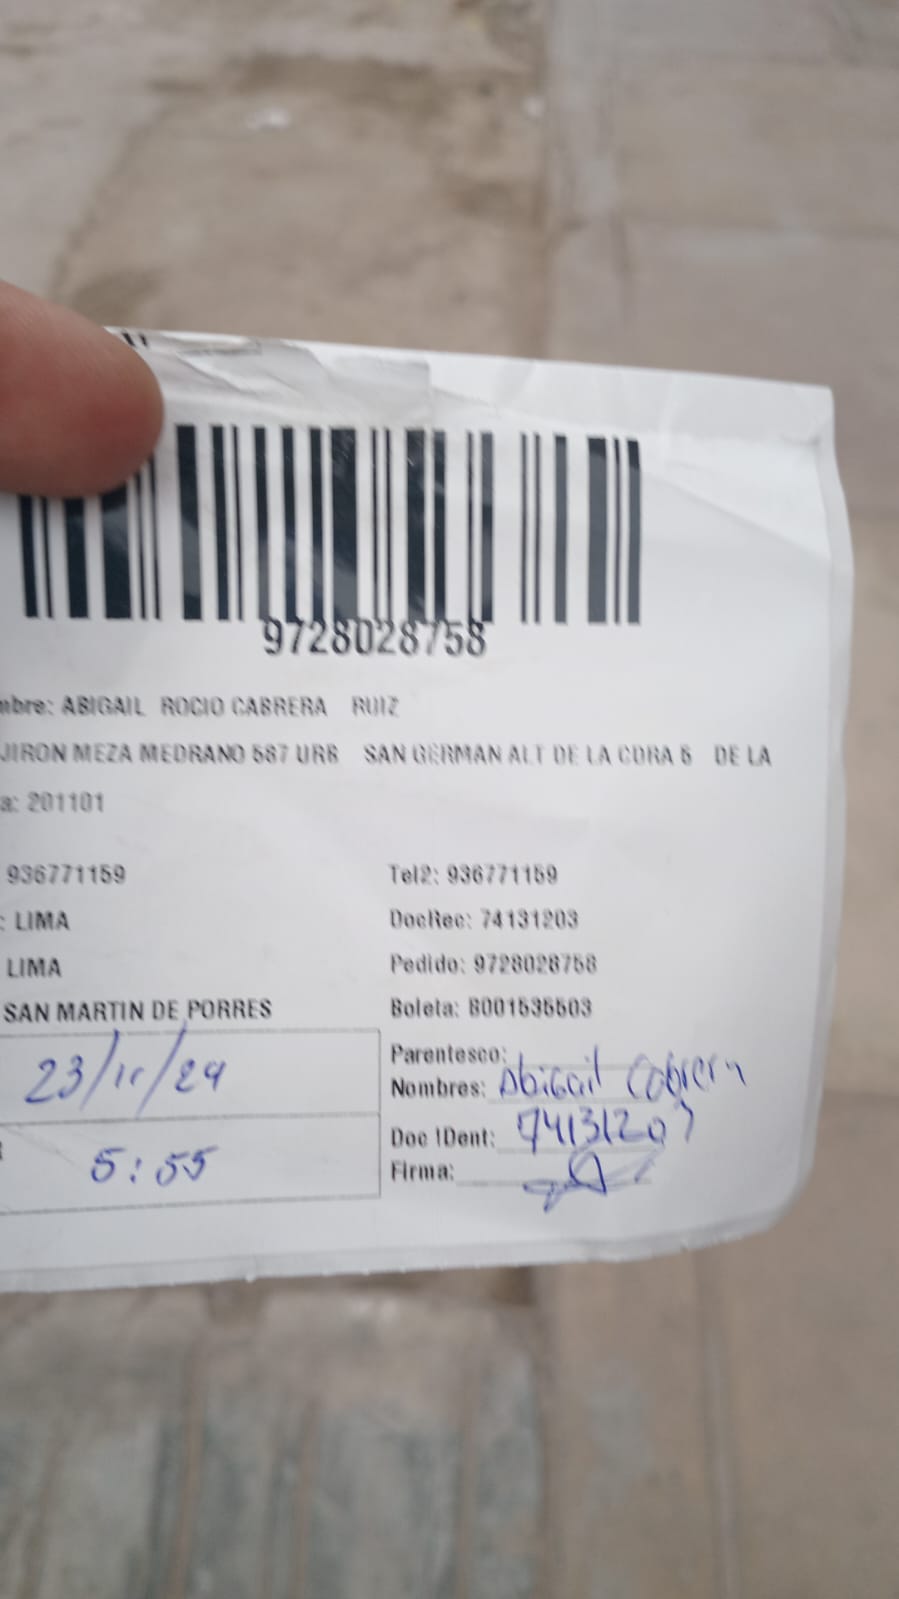 9728028758
mbre: ABIGAIL ROCIO CABRERA RUIZ
JIRON MEZA MEDRANO 587 URB SAN GERMAN ALT DE LA CDRA 5 DE LA
a: 201101
936771159 Tel2: 936771159
: LIMA DocRec: 74131203
LIMA Pedido: 9728028758
SAN MARTIN DE PORRES Boleta: B001535503
23/11/24 Parentesco:
Nombres: Abigail Cabrera
5:55 Doc IDent: 74131203
Firma: